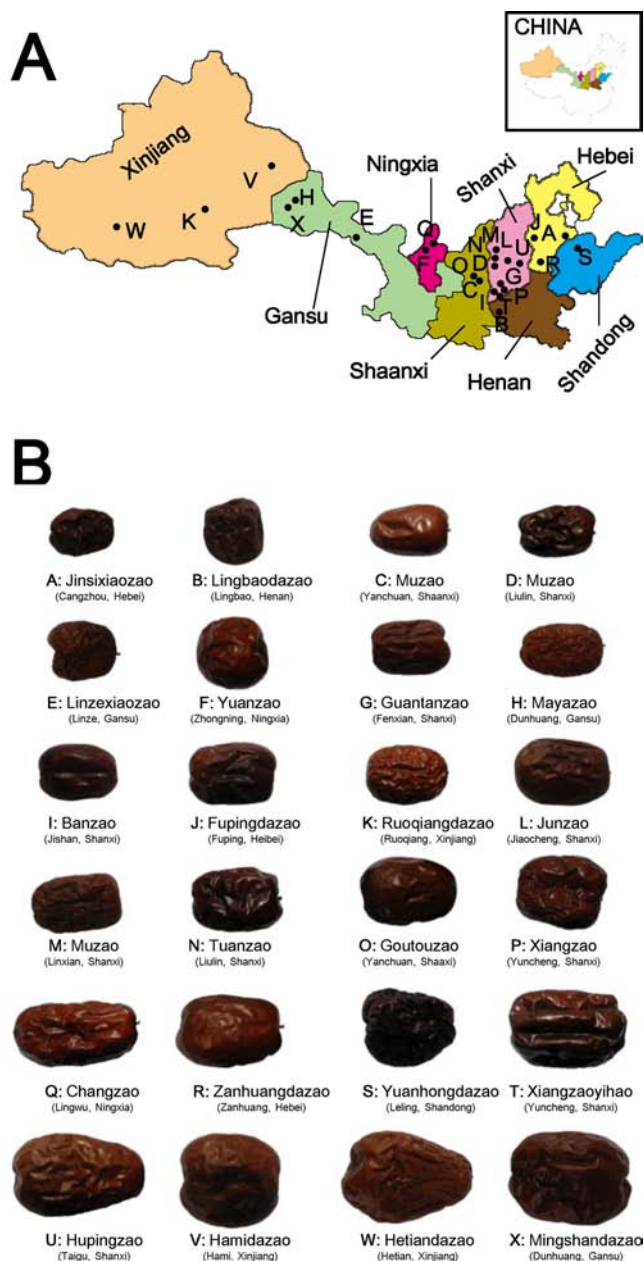 A
CHINA
Xinjiang
V
W
K
H
X
E
Gansu
Ningxia
Q
F
Shanxi
Hebei
J
A
M
L
U
N
D
O
C
G
R
S
I
T
P
B
Shaanxi
Henan
Shandong
B
A: Jinsixiaozao
(Cangzhou, Hebei)
B: Lingbaodazao
(Lingbao, Henan)
C: Muzao
(Yanchuan, Shaanxi)
D: Muzao
(Liulin, Shanxi)
E: Linzexiaozao
(Linze, Gansu)
F: Yuanzao
(Zhongning, Ningxia)
G: Guantanzao
(Fenxian, Shanxi)
H: Mayazao
(Dunhuang, Gansu)
I: Banzao
(Jishan, Shanxi)
J: Fupingdazao
(Fuping, Heibei)
K: Ruoqiangdazao
(Ruoqiang, Xinjiang)
L: Junzao
(Jiaocheng, Shanxi)
M: Muzao
(Linxian, Shanxi)
N: Tuanzao
(Liulin, Shanxi)
O: Goutouzao
(Yanchuan, Shaaxi)
P: Xiangzao
(Yuncheng, Shanxi)
Q: Changzao
(Lingwu, Ningxia)
R: Zanhuangdazao
(Zanhuang, Hebei)
S: Yuanhongdazao
(Leling, Shandong)
T: Xiangzaoyihao
(Yuncheng, Shanxi)
U: Hupingzao
(Taigu, Shanxi)
V: Hamidazao
(Hami, Xinjiang)
W: Hetiandazao
(Hetian, Xinjiang)
X: Mingshandazao
(Dunhuang, Gansu)